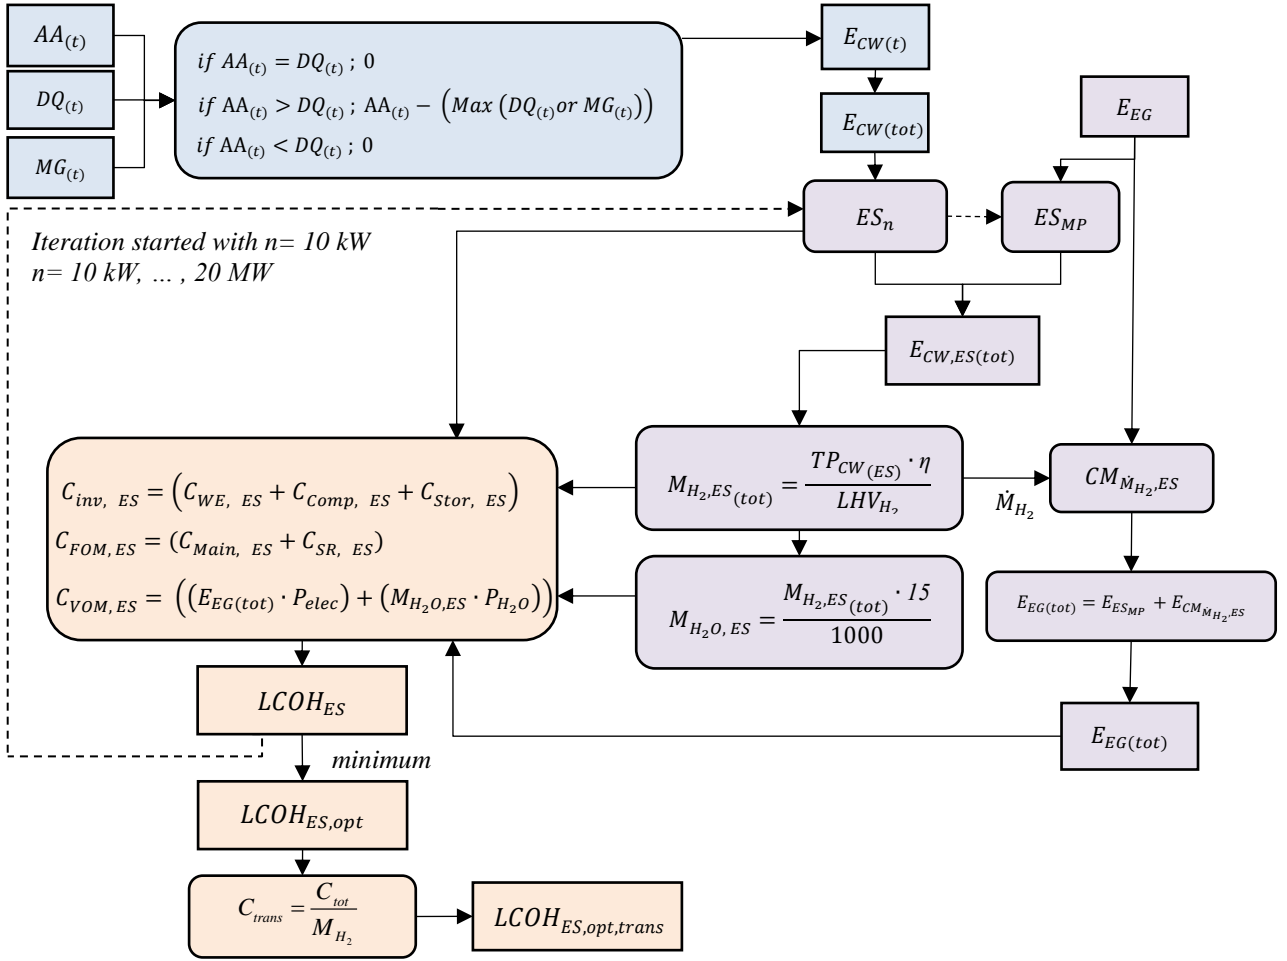 AA(t)
DQ(t)
MG(t)
if AA(t) = DQ(t) ; 0
if AA(t) > DQ(t) ; AA(t) − (Max (DQ(t)or MG(t)))
if AA(t) < DQ(t) ; 0
E_CW(t)
E_CW(tot)
E_EG
ES_n
ES_MP
Iteration started with n= 10 kW
n= 10 kW, ... , 20 MW
E_CW,ES(tot)
M_H₂,ES(tot) = TP_CW(ES) · η / LHV_H₂
Ṁ_H₂
CM_Ṁ_H₂,ES
C_inv, ES = (C_WE, ES + C_Comp, ES + C_Stor, ES)
C_FOM,ES = (C_Main, ES + C_SR, ES)
C_VOM,ES = ((E_EG(tot) · P_elec) + (M_H₂O,ES · P_H₂O))
M_H₂O,ES = M_H₂,ES(tot) · 15 / 1000
E_EG(tot) = E_ES_MP + E_CM_Ṁ_H₂,ES
E_EG(tot)
LCOH_ES
minimum
LCOH_ES,opt
C_trans = C_tot / M_H₂
LCOH_ES,opt,trans